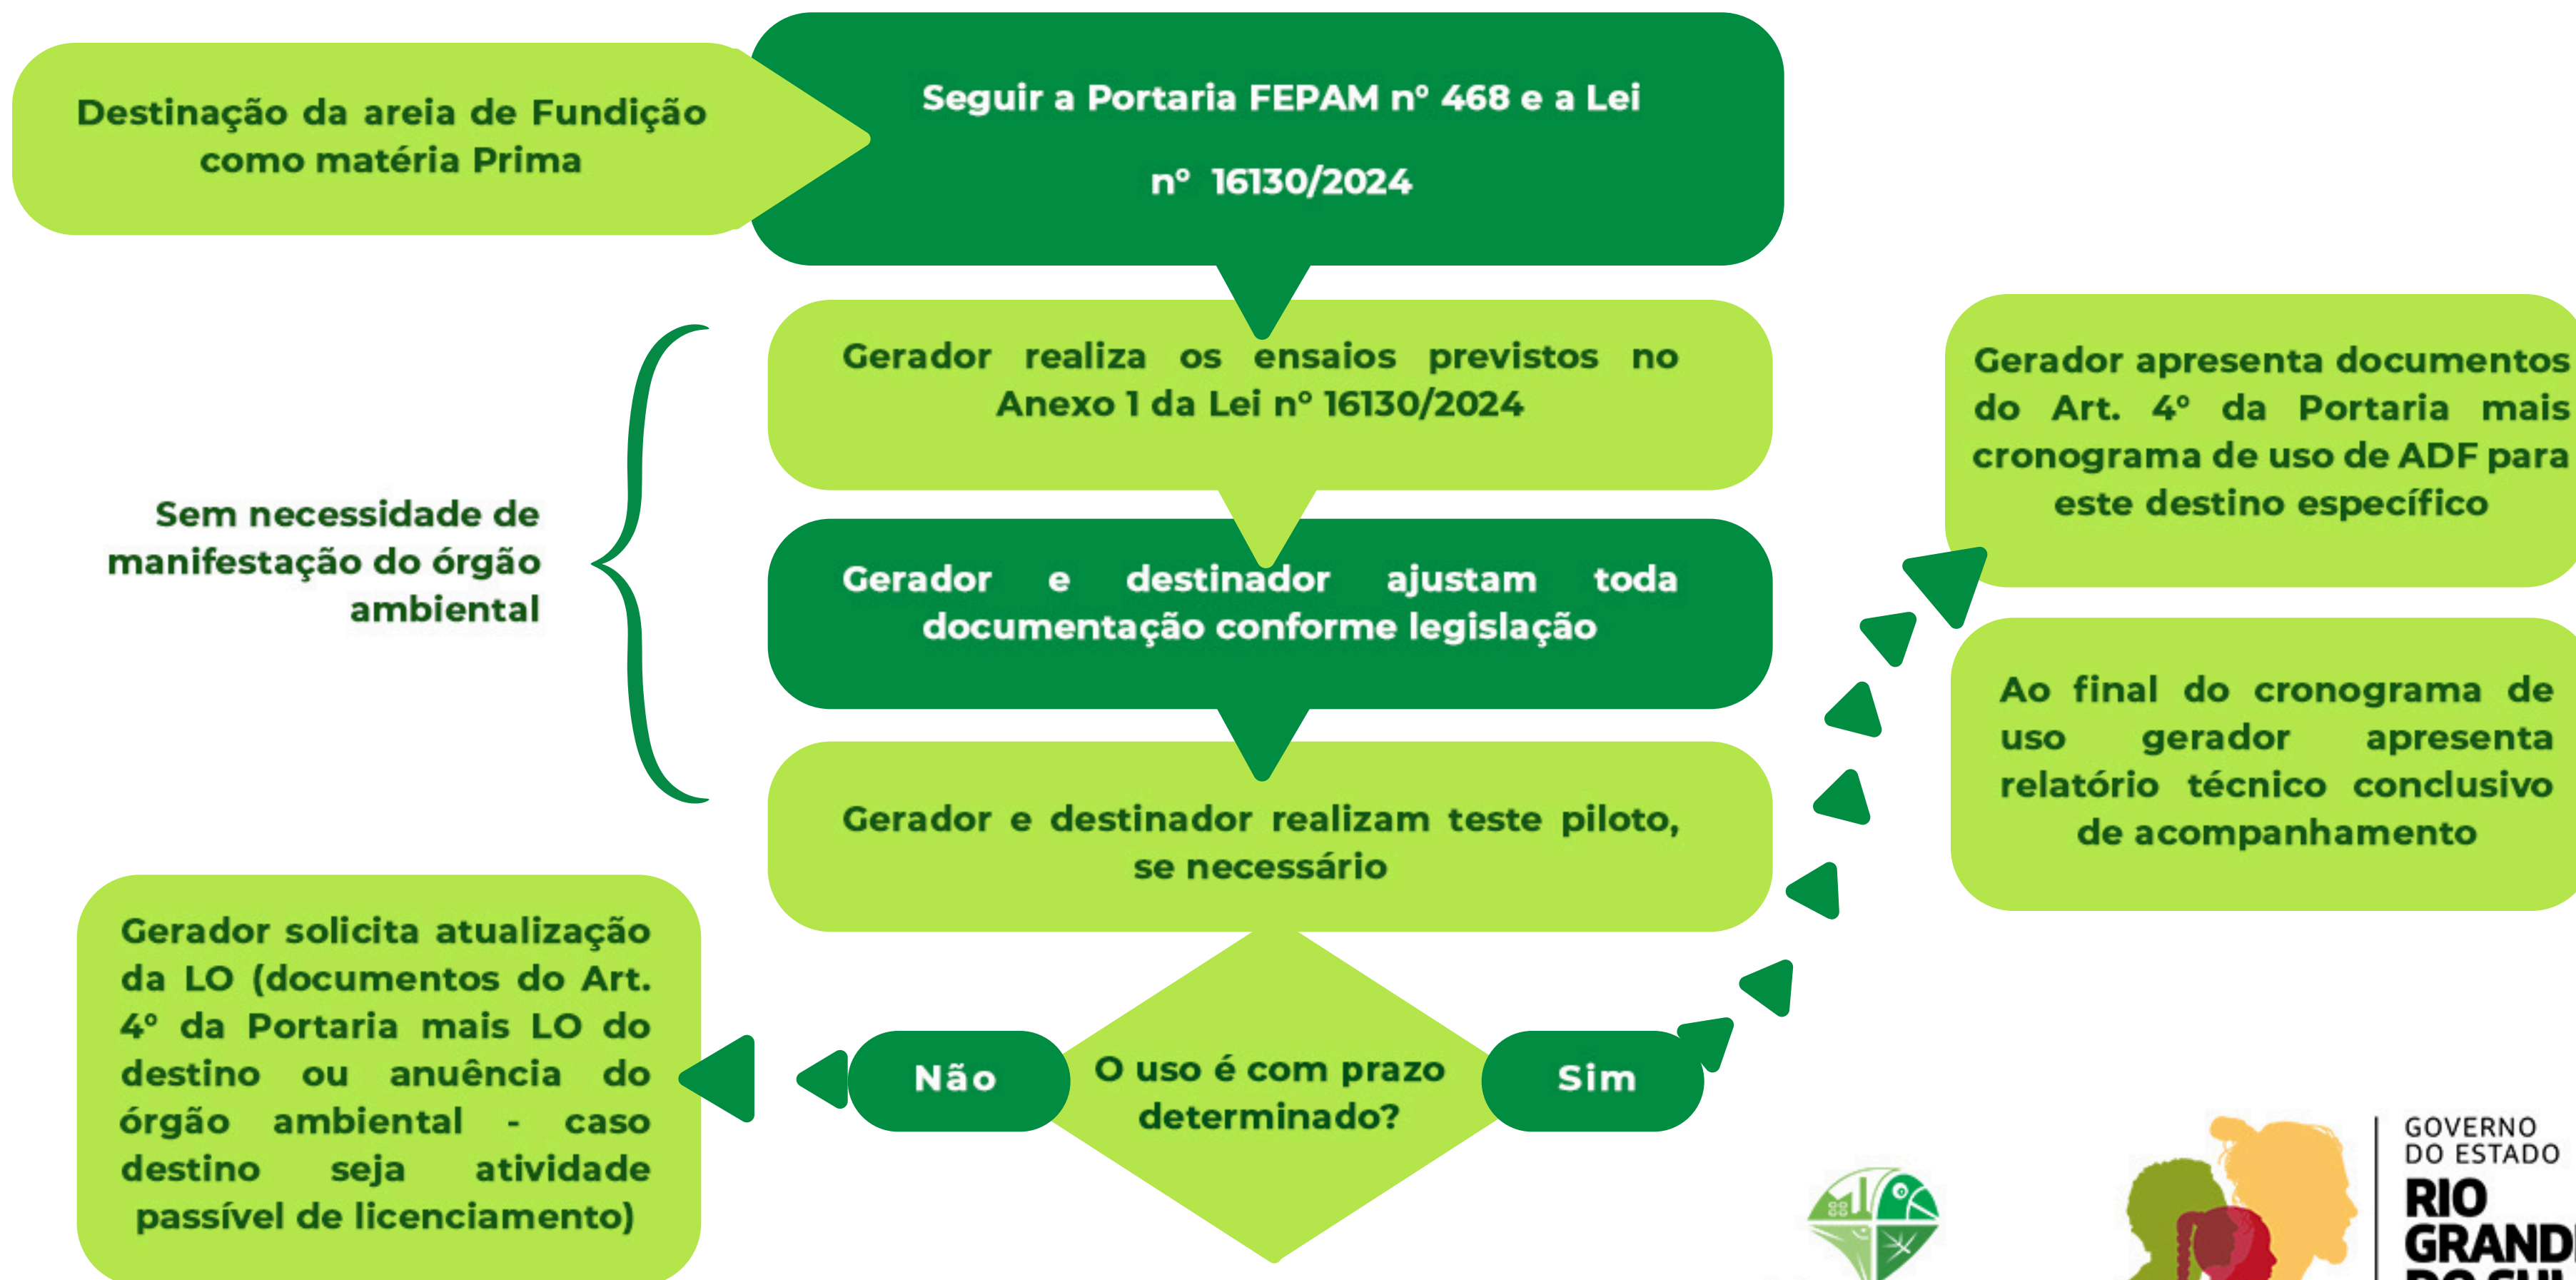 Destinação da areia de Fundição
como matéria Prima
Seguir a Portaria FEPAM nº 468 e a Lei
nº 16130/2024
Gerador realiza os ensaios previstos no
Anexo 1 da Lei nº 16130/2024
Sem necessidade de
manifestação do órgão
ambiental
Gerador e destinador ajustam toda
documentação conforme legislação
Gerador e destinador realizam teste piloto,
se necessário
O uso é com prazo
determinado?
Não
Sim
Gerador solicita atualização
da LO (documentos do Art.
4º da Portaria mais LO do
destino ou anuência do
órgão ambiental - caso
destino seja atividade
passível de licenciamento)
Gerador apresenta documentos
do Art. 4º da Portaria mais
cronograma de uso de ADF para
este destino específico
Ao final do cronograma de
uso gerador apresenta
relatório técnico conclusivo
de acompanhamento
GOVERNO
DO ESTADO
RIO
GRAND
DO SUL